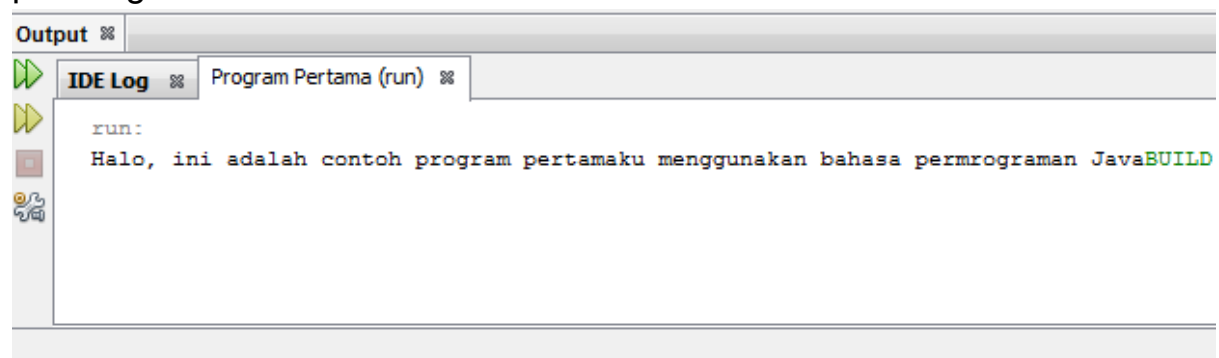 Output
IDE Log Program Pertama (run)
run:
Halo, ini adalah contoh program pertamaku menggunakan bahasa permrograman JavaBUILD